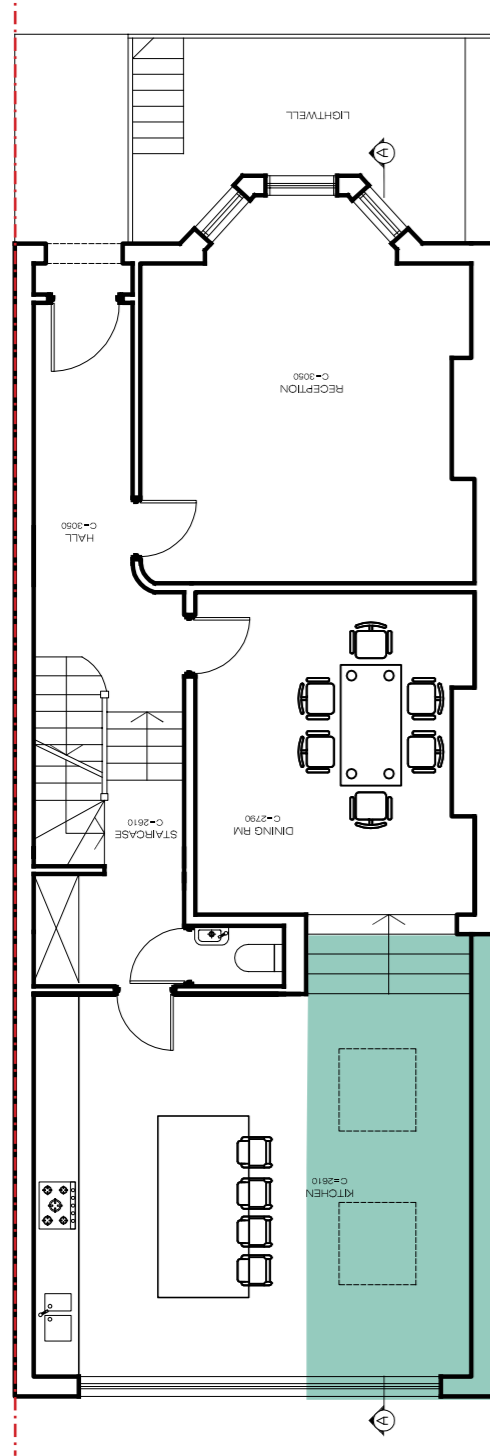 LIGHTWELL
A
RECEPTION
C=3050
HALL
C=3050
DINING RM
C=2790
STAIRCASE
C=2610
KITCHEN
C=2610
A